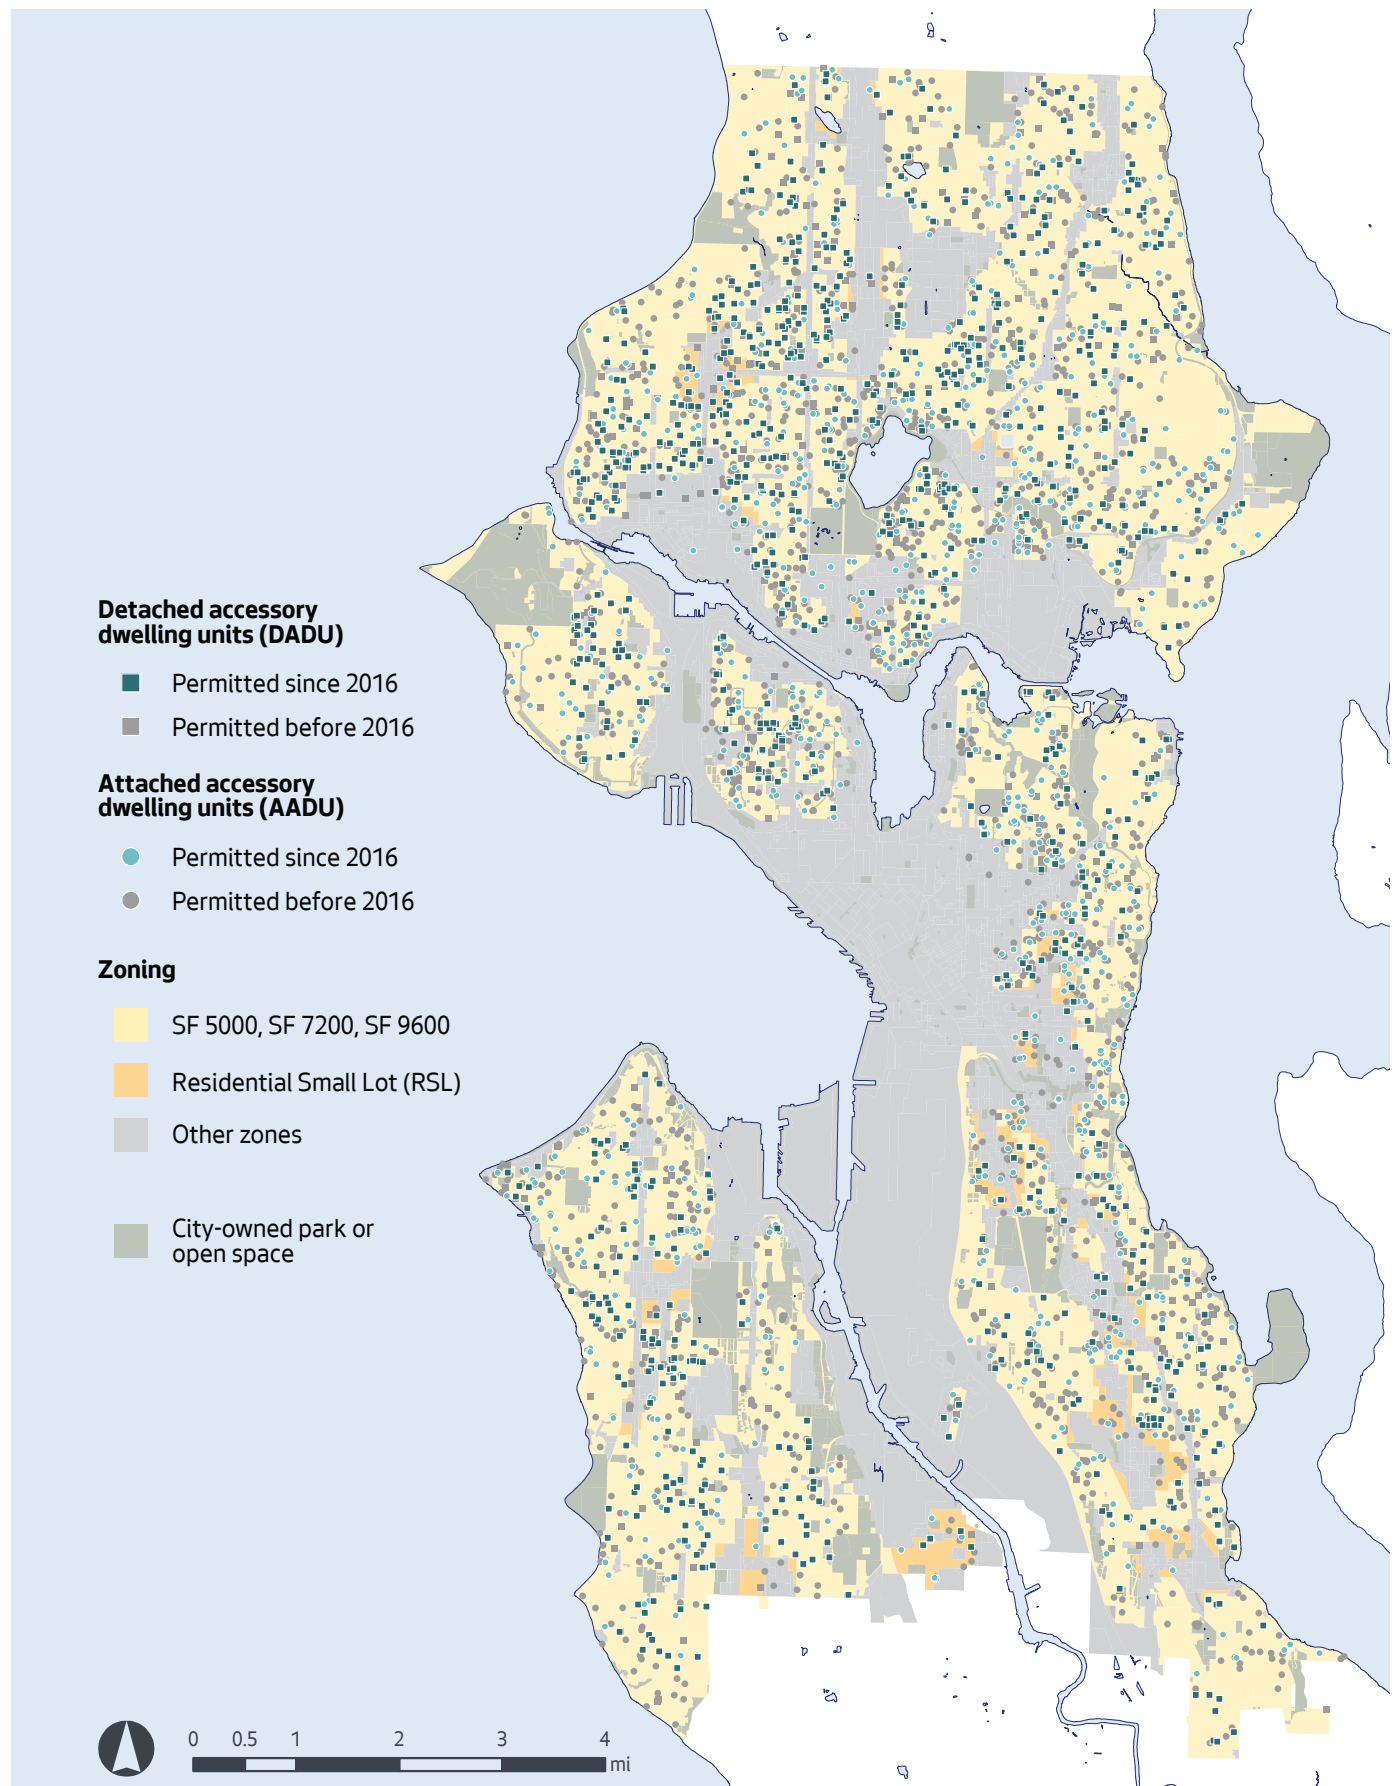 Detached accessory
dwelling units (DADU)
Permitted since 2016
Permitted before 2016
Attached accessory
dwelling units (AADU)
Permitted since 2016
Permitted before 2016
Zoning
SF 5000, SF 7200, SF 9600
Residential Small Lot (RSL)
Other zones
City-owned park or
open space
0 0.5 1 2 3 4
mi